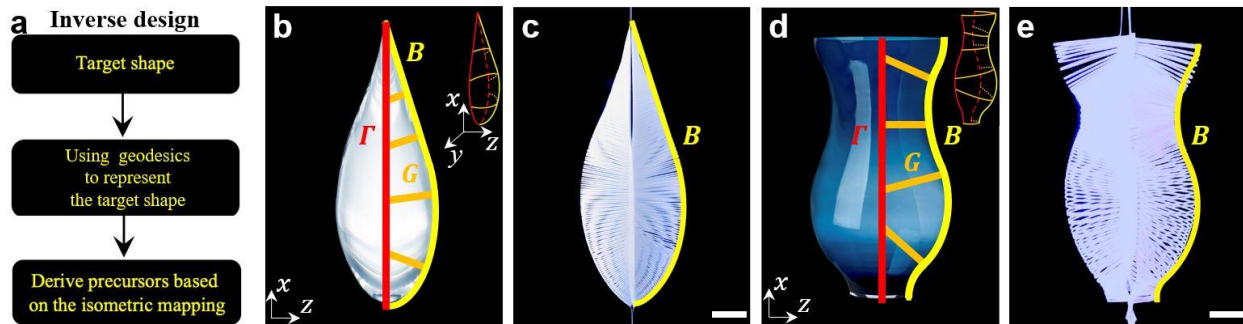 a
Inverse design
Target shape
Using geodesics
to represent
the target shape
Derive precursors based
on the isometric mapping
b
B
Γ
G
x
y
z
x
z
c
B
d
B
Γ
G
x
z
e
B